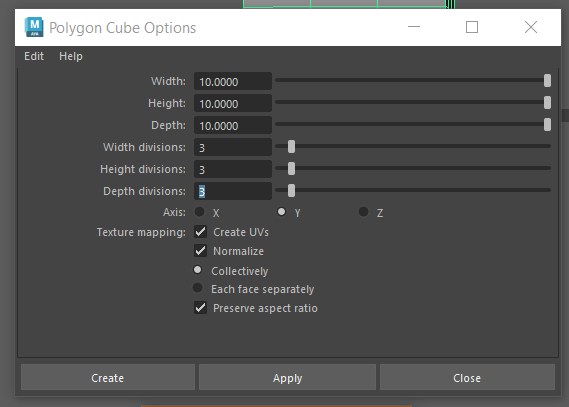 M
AYA
Polygon Cube Options
Edit Help
Width: 10.0000
Height: 10.0000
Depth: 10.0000
Width divisions: 3
Height divisions: 3
Depth divisions: 3
Axis: X Y Z
Texture mapping: Create UVs
Normalize
Collectively
Each face separately
Preserve aspect ratio
Create Apply Close